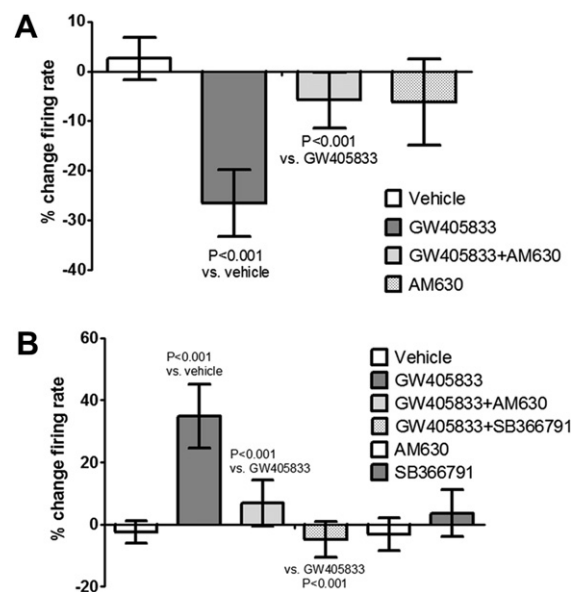 A
% change firing rate
10
0
-10
-20
-30
-40
P<0.001
vs. GW405833
P<0.001
vs. vehicle
Vehicle
GW405833
GW405833+AM630
AM630
B
% change firing rate
60
40
20
0
-20
P<0.001
vs. vehicle
P<0.001
vs. GW405833
vs. GW405833
P<0.001
Vehicle
GW405833
GW405833+AM630
GW405833+SB366791
AM630
SB366791